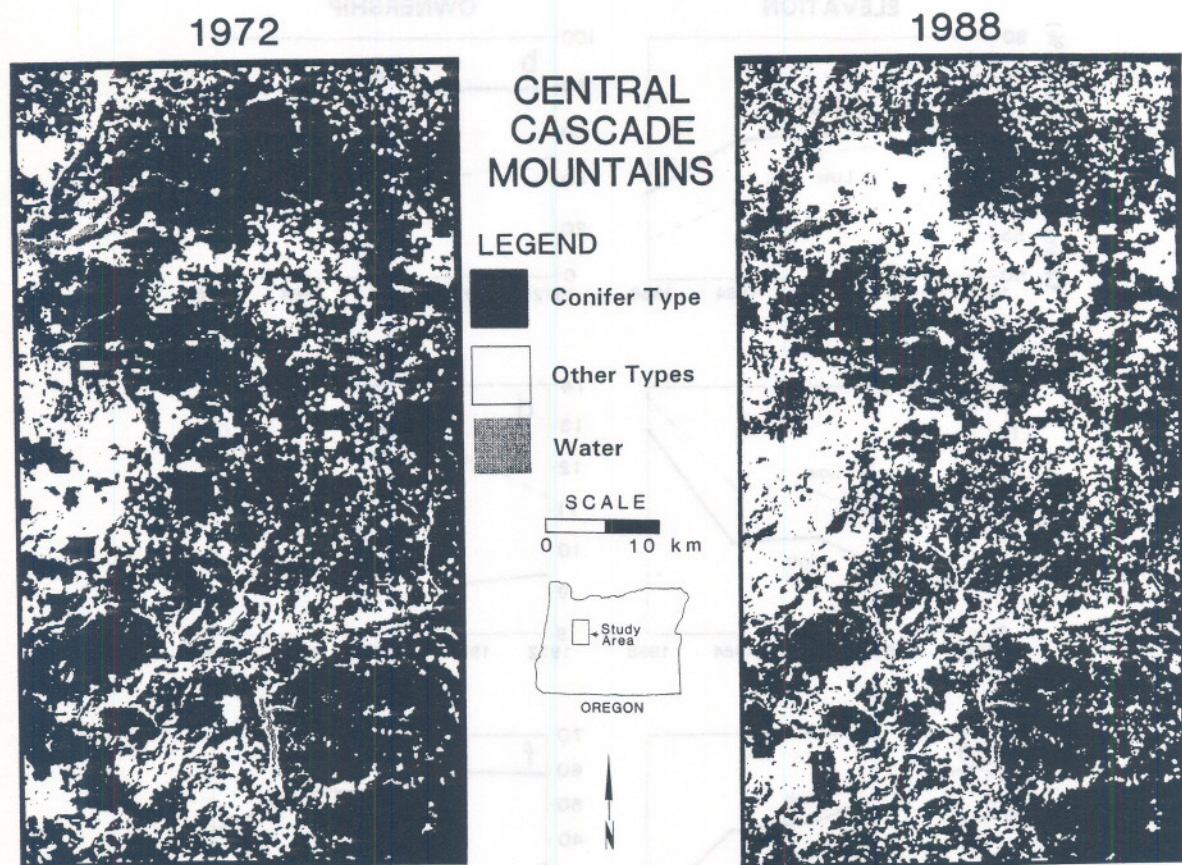 1972
1988
CENTRAL
CASCADE
MOUNTAINS
LEGEND
Conifer Type
Other Types
Water
SCALE
0 10 km
Study
Area
OREGON
N